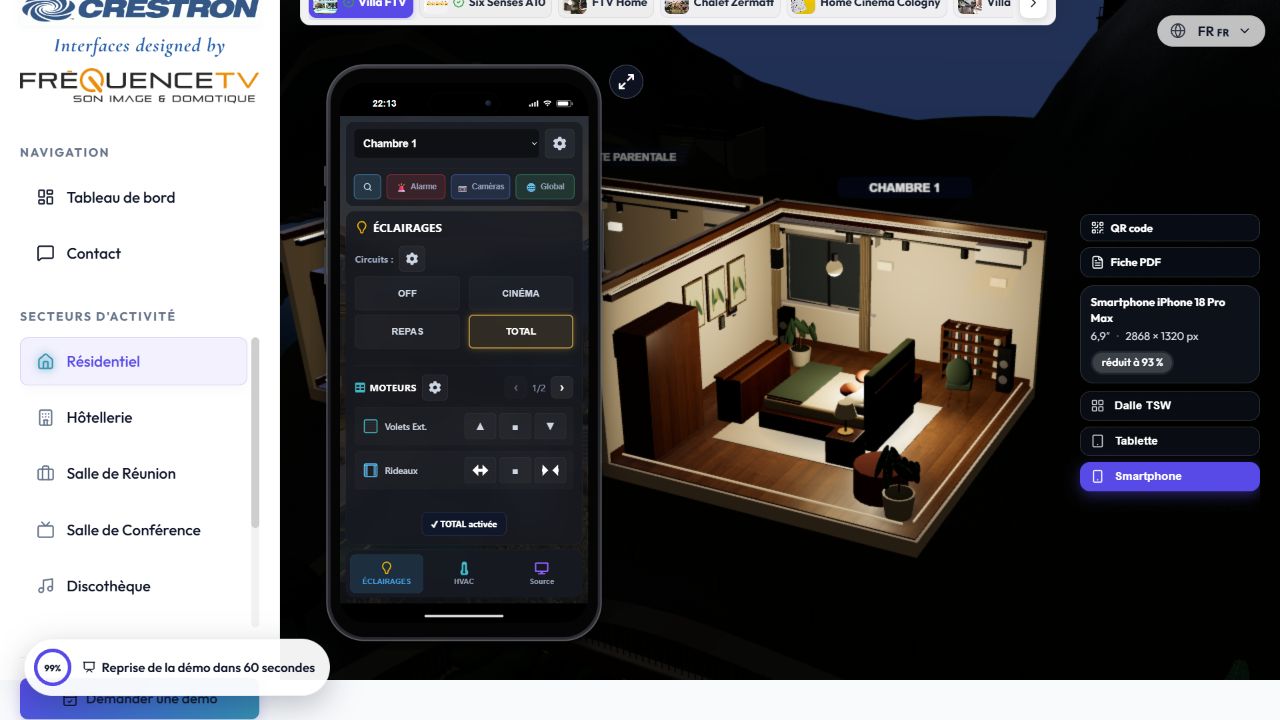 CRESTRON
Interfaces designed by
FRÉQUENCETV
SON IMAGE & DOMOTIQUE
NAVIGATION
Tableau de bord
Contact
SECTEURS D'ACTIVITÉ
Résidentiel
Hôtellerie
Salle de Réunion
Salle de Conférence
Discothèque
99%
Reprise de la démo dans 60 secondes
Demander une démo
Villa FTV
Six Senses A10
FTV Home
Chalet Zermatt
Home Cinema Cologny
Villa
FR FR
22:13
Chambre 1
Alarme
Caméras
Global
ÉCLAIRAGES
Circuits :
OFF
CINÉMA
REPAS
TOTAL
MOTEURS
1/2
Volets Ext.
Rideaux
✓ TOTAL activée
ÉCLAIRAGES
HVAC
Source
TE PARENTALE
CHAMBRE 1
QR code
Fiche PDF
Smartphone iPhone 18 Pro
Max
6,9" · 2868 × 1320 px
réduit à 93 %
Dalle TSW
Tablette
Smartphone